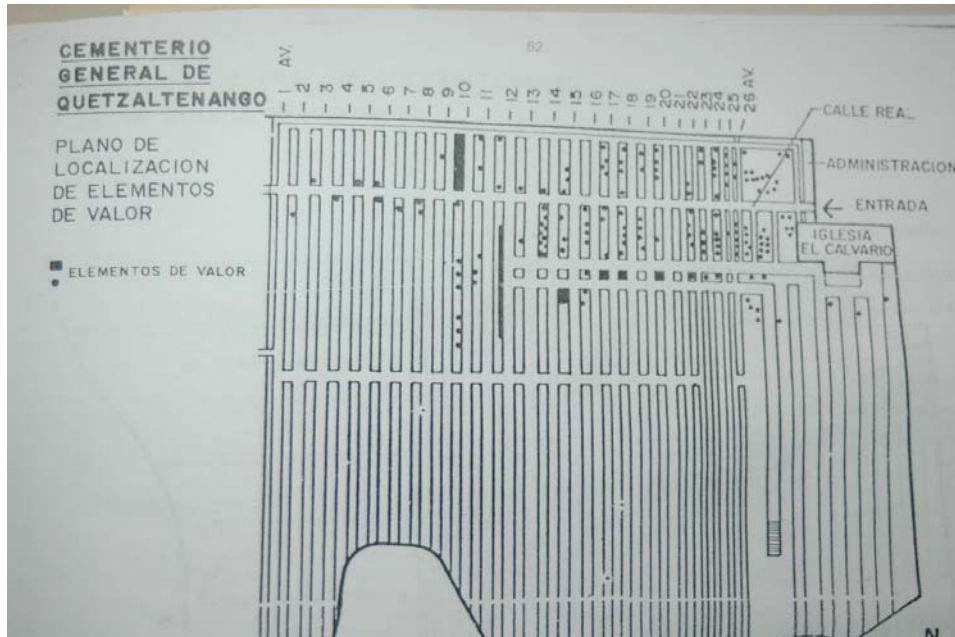 CEMENTERIO
GENERAL DE
QUETZALTENANGO
PLANO DE
LOCALIZACION
DE ELEMENTOS
DE VALOR
ELEMENTOS DE VALOR
62
1 AV.
2
3
4
5
6
7
8
9
10
11
12
13
14
15
16
17
18
19
20
21
22
23
24
25
26 AV.
CALLE REAL
ADMINISTRACION
ENTRADA
IGLESIA
EL CALVARIO
N